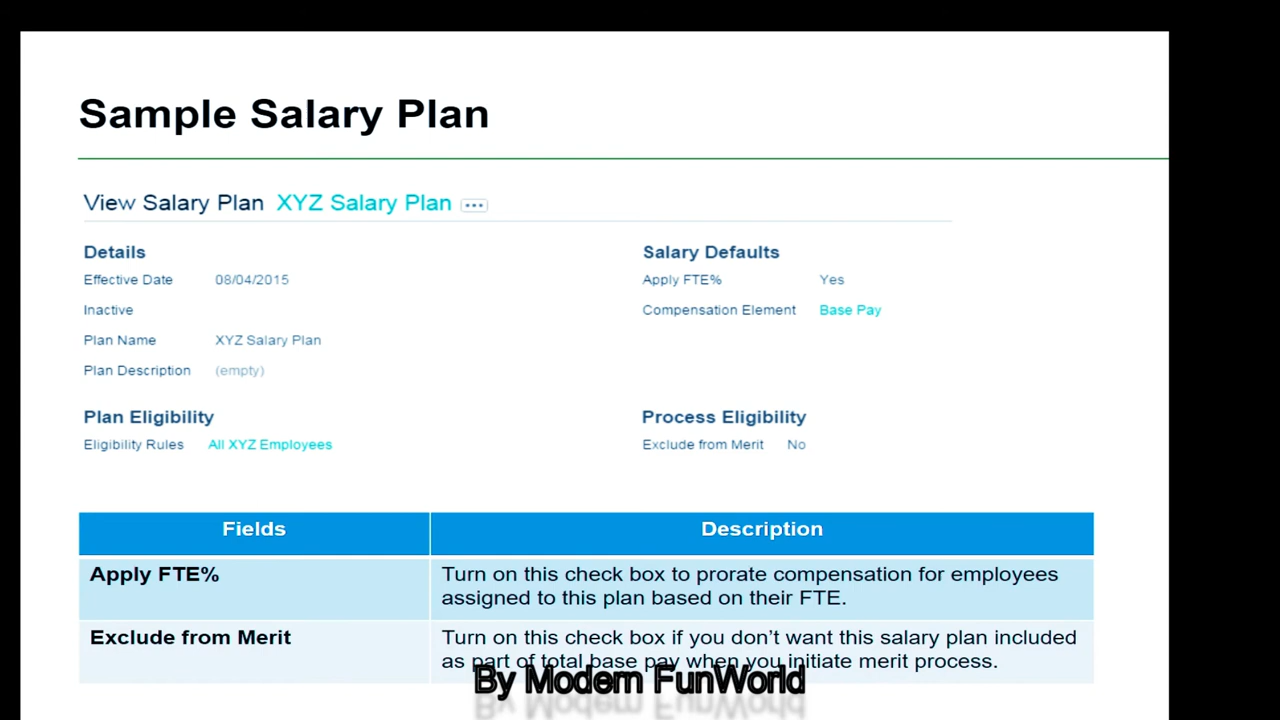 Sample Salary Plan
View Salary Plan XYZ Salary Plan
Details
Effective Date 08/04/2015
Inactive
Plan Name XYZ Salary Plan
Plan Description (empty)
Salary Defaults
Apply FTE% Yes
Compensation Element Base Pay
Plan Eligibility
Eligibility Rules All XYZ Employees
Process Eligibility
Exclude from Merit No
Fields Description
Apply FTE% Turn on this check box to prorate compensation for employees
assigned to this plan based on their FTE.
Exclude from Merit Turn on this check box if you don’t want this salary plan included
as part of total base pay when you initiate merit process.
By Modern FunWorld